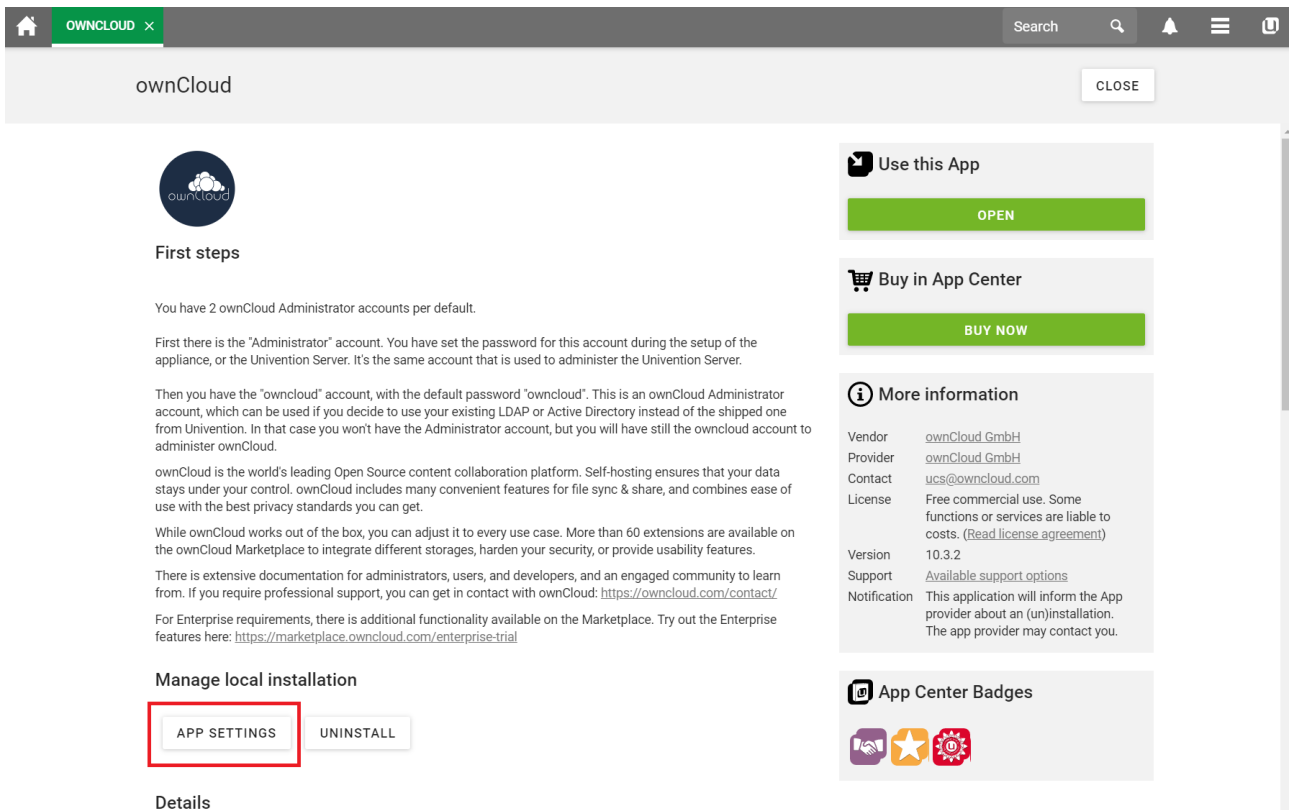 OWNCLOUD ×
Search
ownCloud
CLOSE
ownCloud
First steps
You have 2 ownCloud Administrator accounts per default.
First there is the "Administrator" account. You have set the password for this account during the setup of the
appliance, or the Univention Server. It's the same account that is used to administer the Univention Server.
Then you have the "owncloud" account, with the default password "owncloud". This is an ownCloud Administrator
account, which can be used if you decide to use your existing LDAP or Active Directory instead of the shipped one
from Univention. In that case you won't have the Administrator account, but you will have still the owncloud account to
administer ownCloud.
ownCloud is the world's leading Open Source content collaboration platform. Self-hosting ensures that your data
stays under your control. ownCloud includes many convenient features for file sync & share, and combines ease of
use with the best privacy standards you can get.
While ownCloud works out of the box, you can adjust it to every use case. More than 60 extensions are available on
the ownCloud Marketplace to integrate different storages, harden your security, or provide usability features.
There is extensive documentation for administrators, users, and developers, and an engaged community to learn
from. If you require professional support, you can get in contact with ownCloud: https://owncloud.com/contact/
For Enterprise requirements, there is additional functionality available on the Marketplace. Try out the Enterprise
features here: https://marketplace.owncloud.com/enterprise-trial
Manage local installation
APP SETTINGS
UNINSTALL
Details
Use this App
OPEN
Buy in App Center
BUY NOW
More information
Vendor ownCloud GmbH
Provider ownCloud GmbH
Contact ucs@owncloud.com
License Free commercial use. Some
functions or services are liable to
costs. (Read license agreement)
Version 10.3.2
Support Available support options
Notification This application will inform the App
provider about an (un)installation.
The app provider may contact you.
App Center Badges